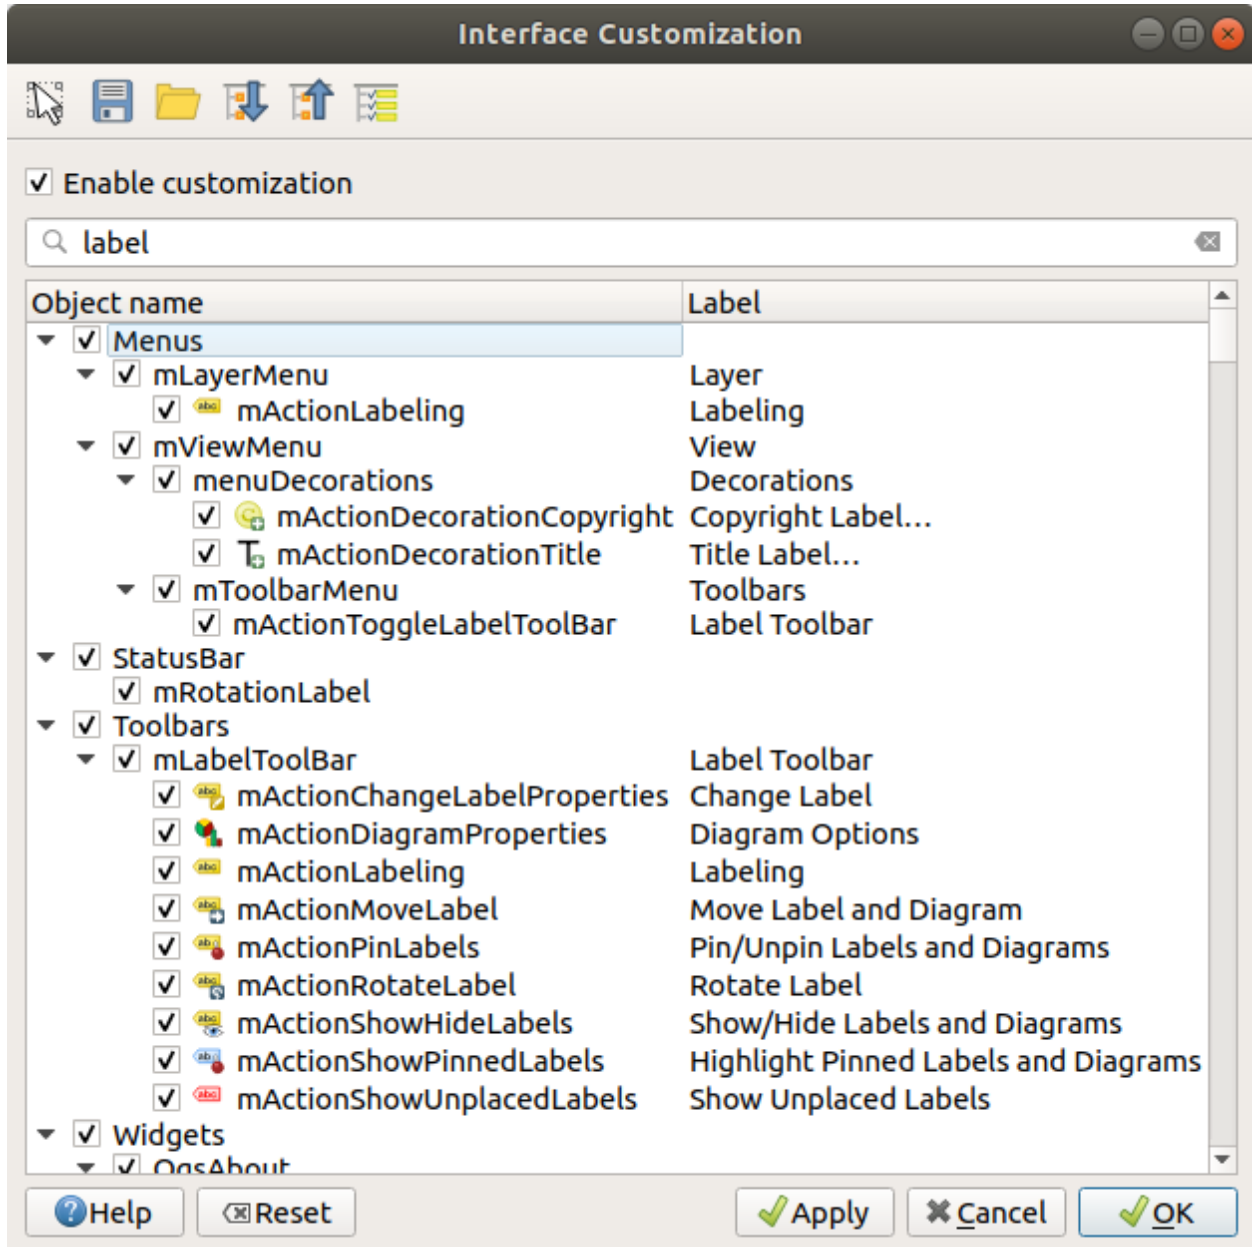 Interface Customization
Enable customization
label
Object name Label
Menus
mLayerMenu Layer
mActionLabeling Labeling
mViewMenu View
menuDecorations Decorations
mActionDecorationCopyright Copyright Label...
mActionDecorationTitle Title Label...
mToolbarMenu Toolbars
mActionToggleLabelToolBar Label Toolbar
StatusBar
mRotationLabel
Toolbars
mLabelToolBar Label Toolbar
mActionChangeLabelProperties Change Label
mActionDiagramProperties Diagram Options
mActionLabeling Labeling
mActionMoveLabel Move Label and Diagram
mActionPinLabels Pin/Unpin Labels and Diagrams
mActionRotateLabel Rotate Label
mActionShowHideLabels Show/Hide Labels and Diagrams
mActionShowPinnedLabels Highlight Pinned Labels and Diagrams
mActionShowUnplacedLabels Show Unplaced Labels
Widgets
QgsAbout
Help Reset Apply Cancel OK